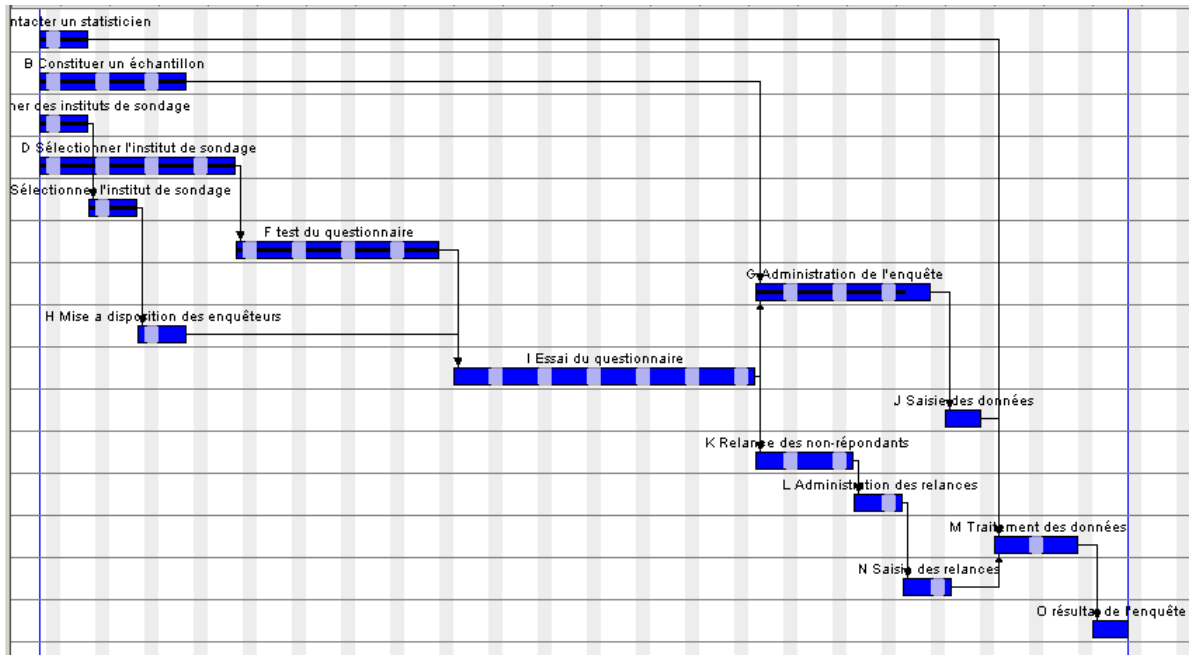 ntacter un statisticien
B Constituer un échantillon
ner des instituts de sondage
D Sélectionner l'institut de sondage
Sélectionner l'institut de sondage
F test du questionnaire
G Administration de l'enquête
H Mise a disposition des enquêteurs
I Essai du questionnaire
J Saisie des données
K Relance des non-répondants
L Administration des relances
M Traitement des données
N Saisie des relances
O résultat de l'enquête